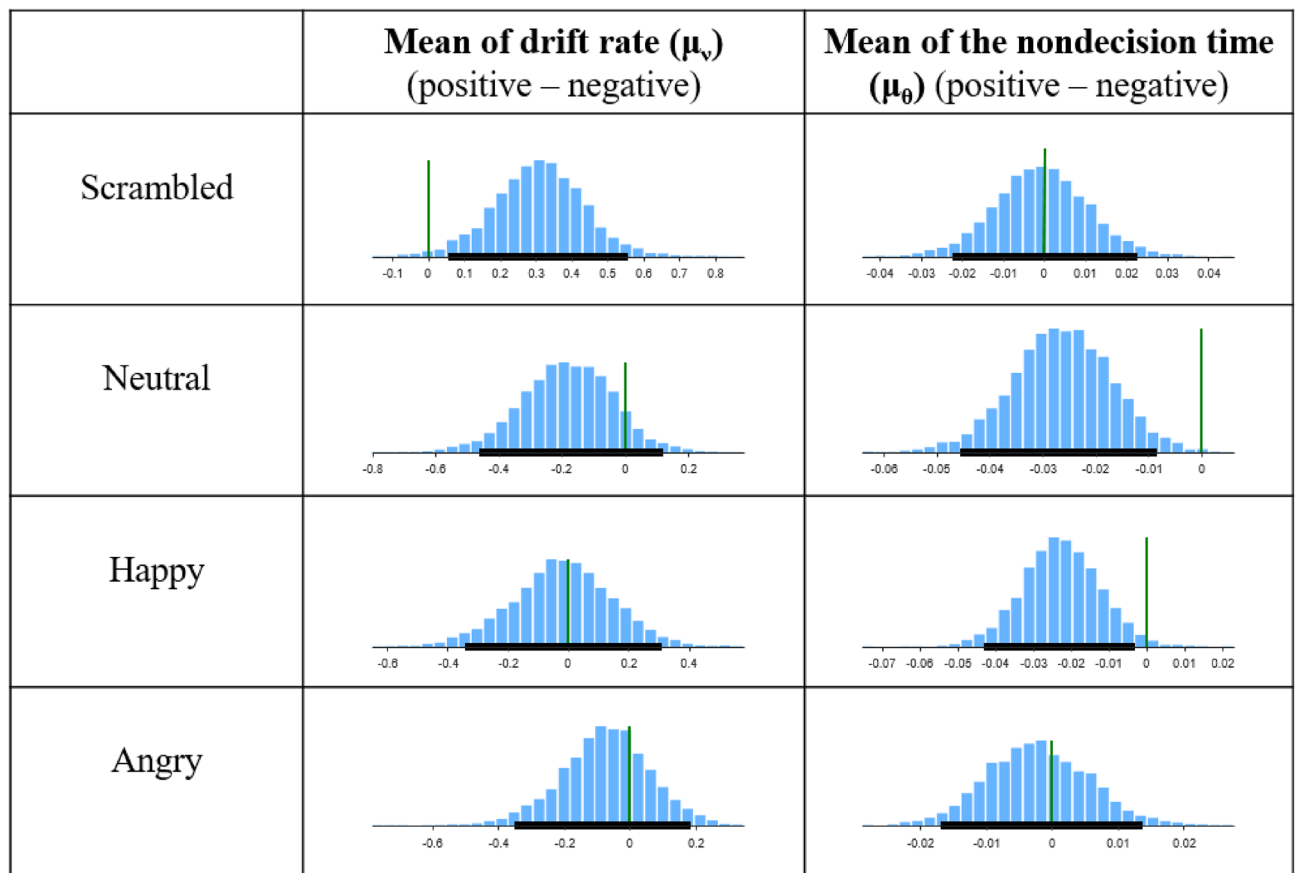 Mean of drift rate (μᵥ)
(positive – negative)
Mean of the nondecision time
(μ_θ) (positive – negative)
Scrambled
-0.1 0 0.1 0.2 0.3 0.4 0.5 0.6 0.7 0.8
-0.04 -0.03 -0.02 -0.01 0 0.01 0.02 0.03 0.04
Neutral
-0.8 -0.6 -0.4 -0.2 0 0.2
-0.06 -0.05 -0.04 -0.03 -0.02 -0.01 0
Happy
-0.6 -0.4 -0.2 0 0.2 0.4
-0.07 -0.06 -0.05 -0.04 -0.03 -0.02 -0.01 0 0.01 0.02
Angry
-0.6 -0.4 -0.2 0 0.2
-0.02 -0.01 0 0.01 0.02